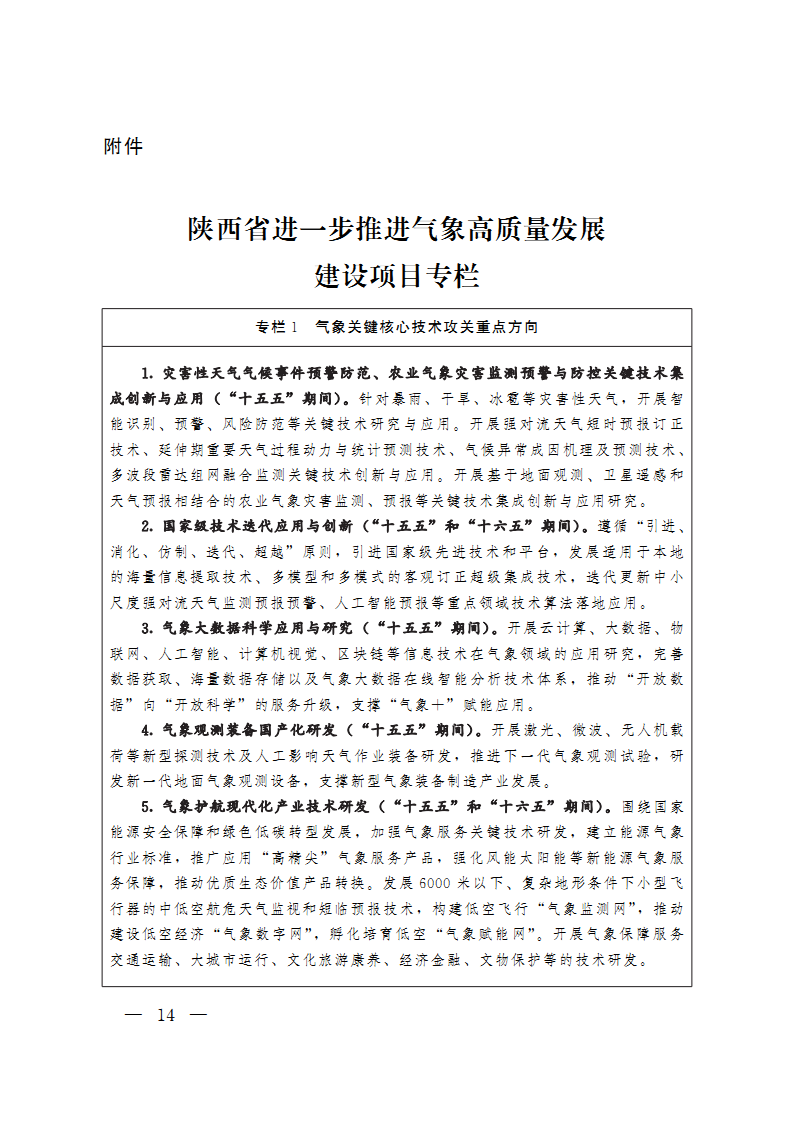 附件
陕西省进一步推进气象高质量发展
建设项目专栏
专栏 1 气象关键核心技术攻关重点方向
1. 灾害性天气气候事件预警防范、农业气象灾害监测预警与防控关键技术集
成创新与应用（“十五五”期间）。针对暴雨、干旱、冰雹等灾害性天气，开展智
能识别、预警、风险防范等关键技术研究与应用。开展强对流天气短时预报订正
技术、延伸期重要天气过程动力与统计预测技术、气候异常成因机理及预测技术、
多波段雷达组网融合监测关键技术创新与应用。开展基于地面观测、卫星遥感和
天气预报相结合的农业气象灾害监测、预报等关键技术集成创新与应用研究。
2. 国家级技术迭代应用与创新（“十五五”和“十六五”期间）。遵循“引进、
消化、仿制、迭代、超越”原则，引进国家级先进技术和平台，发展适用于本地
的海量信息提取技术、多模型和多模式的客观订正超级集成技术，迭代更新中小
尺度强对流天气监测预报预警、人工智能预报等重点领域技术算法落地应用。
3. 气象大数据科学应用与研究（“十五五”期间）。开展云计算、大数据、物
联网、人工智能、计算机视觉、区块链等信息技术在气象领域的应用研究，完善
数据获取、海量数据存储以及气象大数据在线智能分析技术体系，推动“开放数
据”向“开放科学”的服务升级，支撑“气象＋”赋能应用。
4. 气象观测装备国产化研发（“十五五”期间）。开展激光、微波、无人机载
荷等新型探测技术及人工影响天气作业装备研发，推进下一代气象观测试验，研
发新一代地面气象观测设备，支撑新型气象装备制造产业发展。
5. 气象护航现代化产业技术研发（“十五五”和“十六五”期间）。围绕国家
能源安全保障和绿色低碳转型发展，加强气象服务关键技术研发，建立能源气象
行业标准，推广应用“高精尖”气象服务产品，强化风能太阳能等新能源气象服
务保障，推动优质生态价值产品转换。发展 6000 米以下、复杂地形条件下小型飞
行器的中低空航危天气监视和短临预报技术，构建低空飞行“气象监测网”，推动
建设低空经济“气象数字网”，孵化培育低空“气象赋能网”。开展气象保障服务
交通运输、大城市运行、文化旅游康养、经济金融、文物保护等的技术研发。
— 14 —